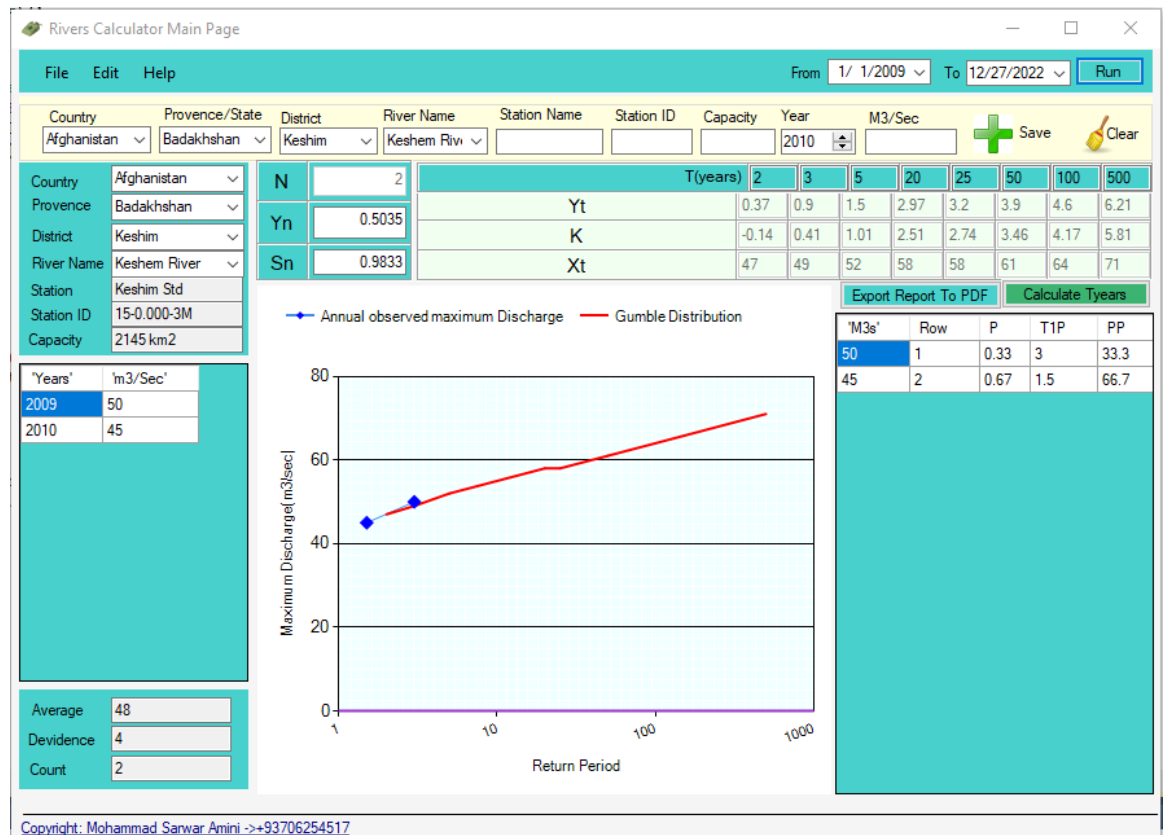 Rivers Calculator Main Page
File Edit Help From 1/ 1/2009 To 12/27/2022 Run
Country Provence/State District River Name Station Name Station ID Capacity Year M3/Sec
Afghanistan Badakhshan Keshim Keshem Riv 2010 Save Clear
Country Afghanistan
Provence Badakhshan
District Keshim
River Name Keshem River
Station Keshim Std
Station ID 15-0.000-3M
Capacity 2145 km2
N 2
Yn 0.5035
Sn 0.9833
T(years) 2 3 5 20 25 50 100 500
Yt 0.37 0.9 1.5 2.97 3.2 3.9 4.6 6.21
K -0.14 0.41 1.01 2.51 2.74 3.46 4.17 5.81
Xt 47 49 52 58 58 61 64 71
Export Report To PDF Calculate Tyears
'Years' 'm3/Sec'
2009 50
2010 45
Annual observed maximum Discharge Gumble Distribution
80
60
40
20
0
1 10 100 1000
Maximum Discharge( m3/sec)
Return Period
'M3s' Row P T1P PP
50 1 0.33 3 33.3
45 2 0.67 1.5 66.7
Average 48
Devidence 4
Count 2
Copyright: Mohammad Sarwar Amini ->+93706254517